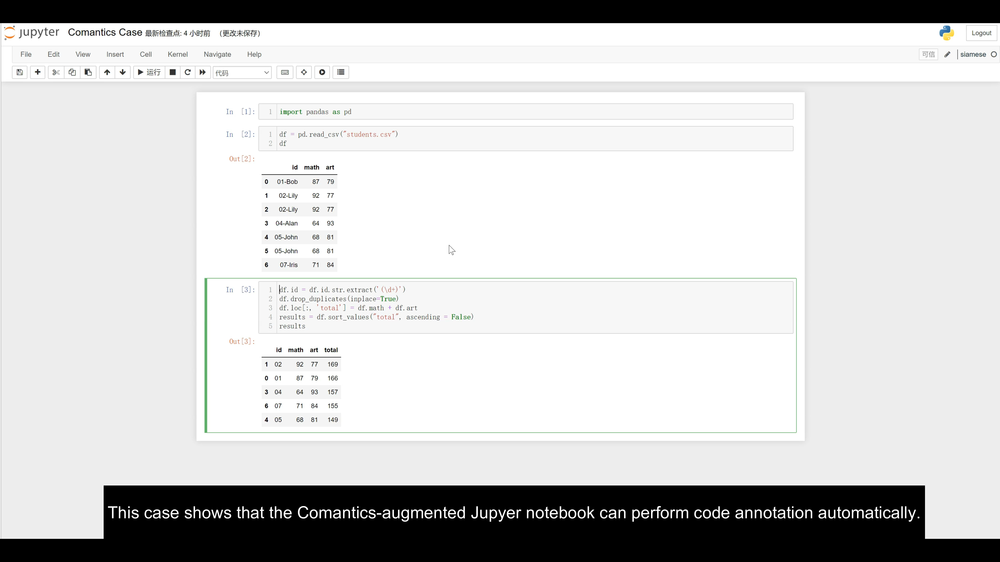 jupyter Comantics Case 最新检查点: 4 小时前 (更改未保存) Logout
File Edit View Insert Cell Kernel Navigate Help 可信 siamese
运行 代码
In [1]: 1 import pandas as pd
In [2]: 1 df = pd.read_csv("students.csv")
2 df
Out[2]:
id math art
0 01-Bob 87 79
1 02-Lily 92 77
2 02-Lily 92 77
3 04-Alan 64 93
4 05-John 68 81
5 05-John 68 81
6 07-Iris 71 84
In [3]: 1 df.id = df.id.str.extract('(\d+)')
2 df.drop_duplicates(inplace=True)
3 df.loc[:, 'total'] = df.math + df.art
4 results = df.sort_values("total", ascending = False)
5 results
Out[3]:
id math art total
1 02 92 77 169
0 01 87 79 166
3 04 64 93 157
6 07 71 84 155
4 05 68 81 149
This case shows that the Comantics-augmented Jupyer notebook can perform code annotation automatically.